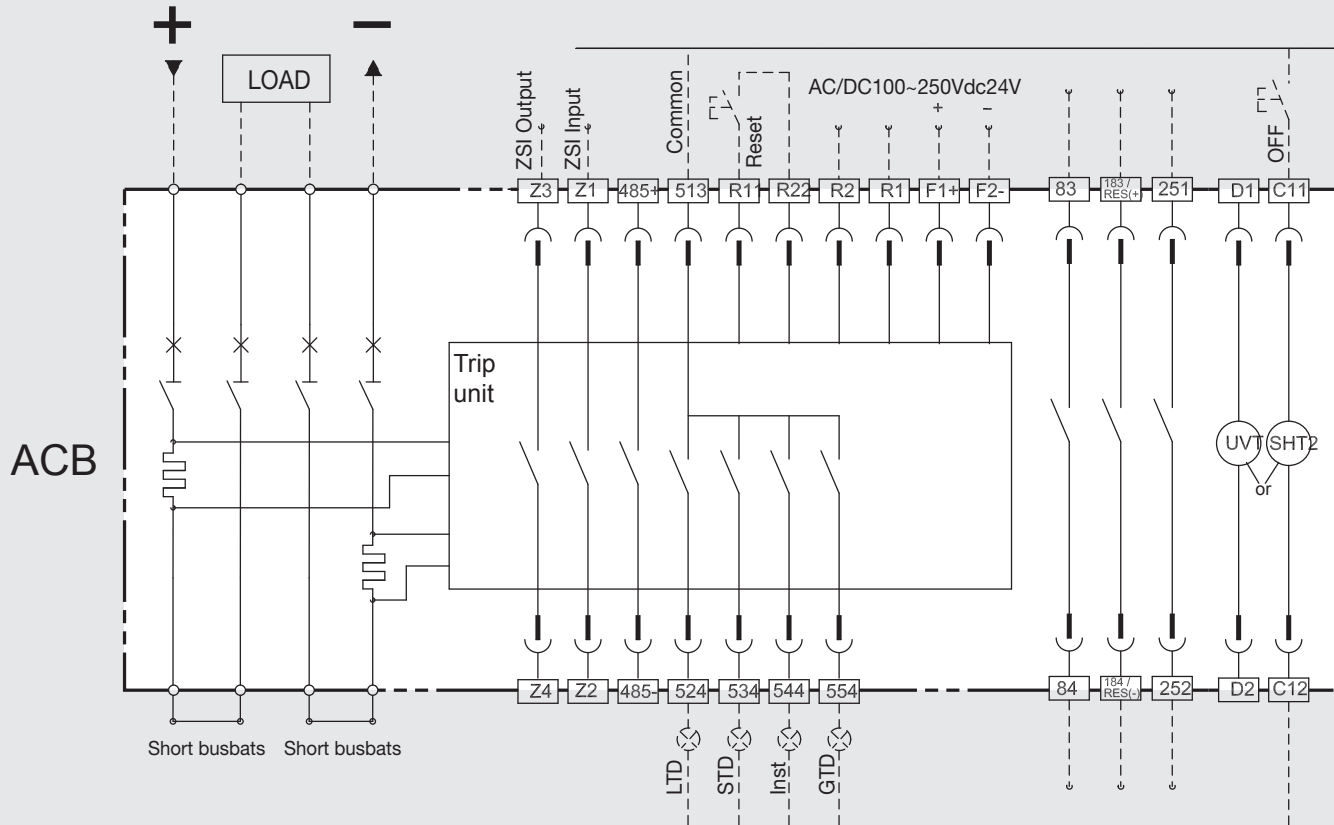 +
−
LOAD
ZSI Output
ZSI Input
Common
Reset
AC/DC100~250Vdc24V
+
−
OFF
Z3
Z1
485+
513
R11
R22
R2
R1
F1+
F2-
83
183 /
RES(+)
251
D1
C11
Trip
unit
ACB
UVT
SHT2
or
Z4
Z2
485-
524
534
544
554
84
184 /
RES(-)
252
D2
C12
Short busbats
Short busbats
LTD
STD
Inst
GTD